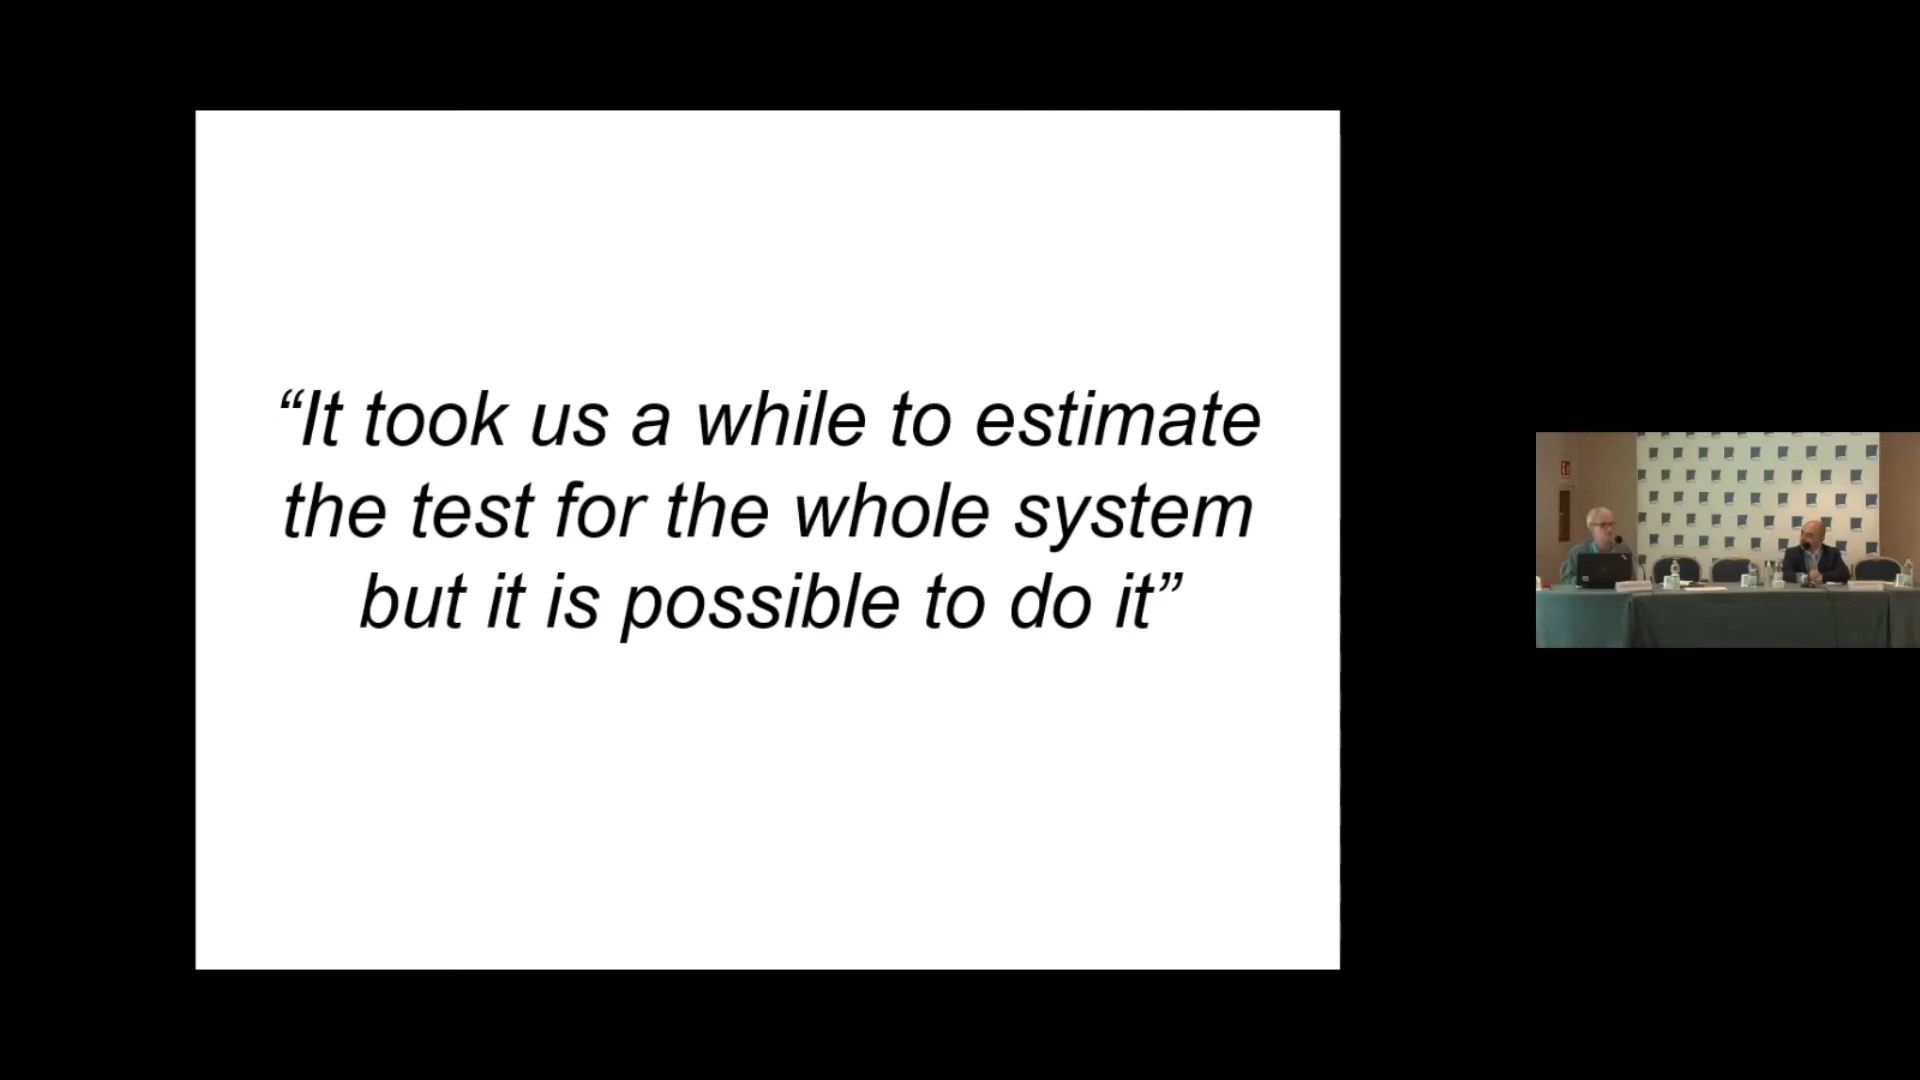 “It took us a while to estimate
the test for the whole system
but it is possible to do it”